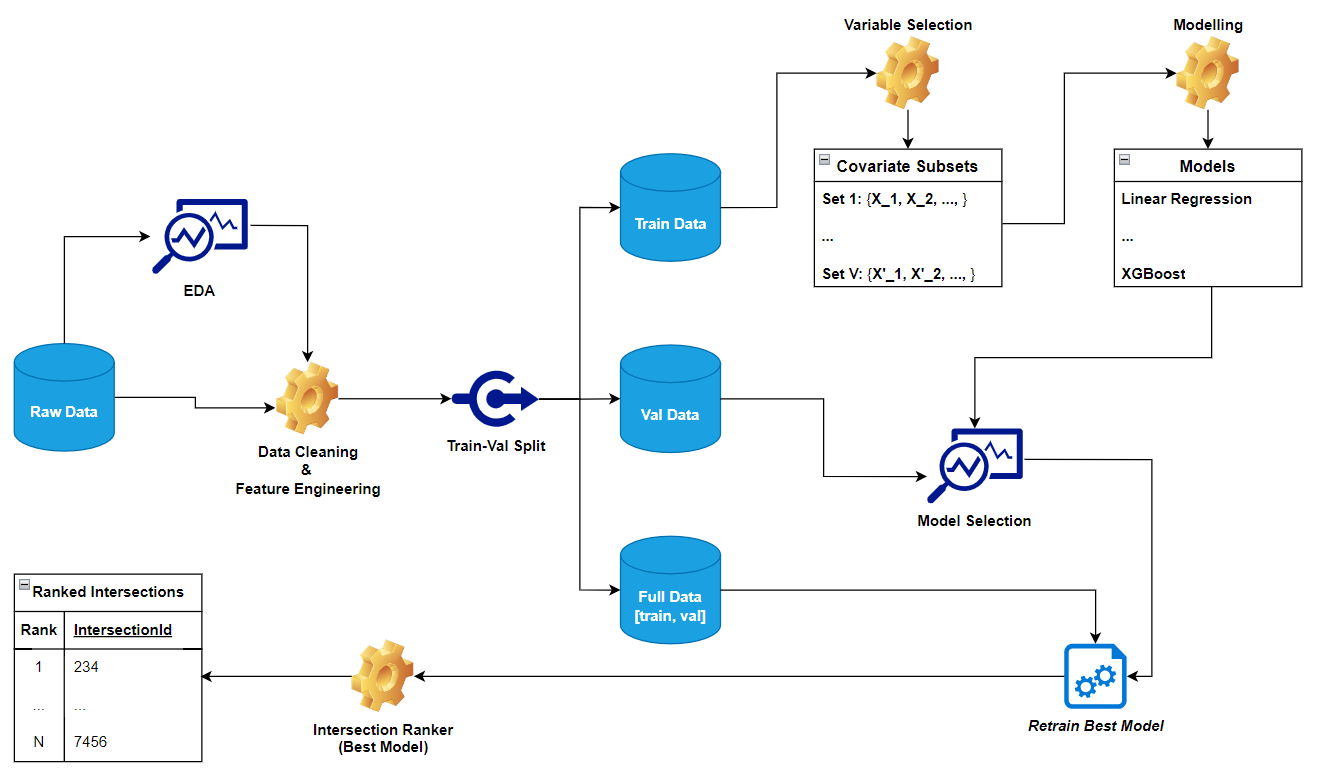 Variable Selection
Modelling
Covariate Subsets
Set 1: {X_1, X_2, ..., }
...
Set V: {X'_1, X'_2, ..., }
Models
Linear Regression
...
XGBoost
Train Data
EDA
Raw Data
Data Cleaning
&
Feature Engineering
Train-Val Split
Val Data
Model Selection
Full Data
[train, val]
Retrain Best Model
Intersection Ranker
(Best Model)
Ranked Intersections
Rank IntersectionId
1 234
... ...
N 7456